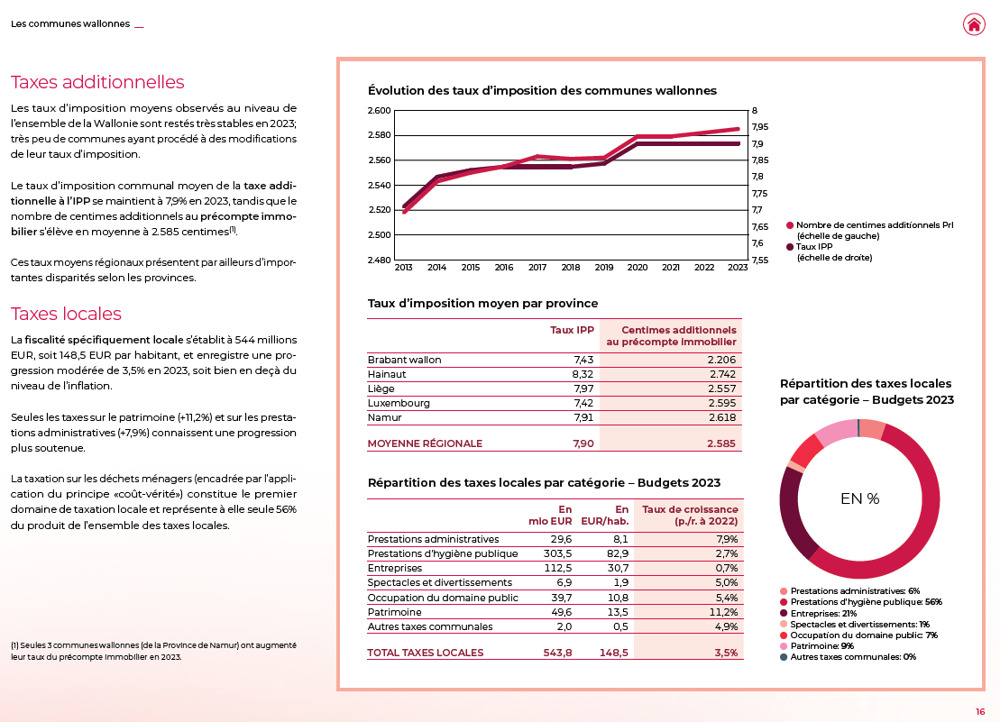 Les communes wallonnes
Taxes additionnelles
Les taux d'imposition moyens observés au niveau de
l'ensemble de la Wallonie sont restés très stables en 2023;
très peu de communes ayant procédé à des modifications
de leur taux d'imposition.
Le taux d'imposition communal moyen de la taxe addi-
tionnelle à l'IPP se maintient à 7,9% en 2023, tandis que le
nombre de centimes additionnels au précompte immo-
bilier s'élève en moyenne à 2.585 centimes(1).
Ces taux moyens régionaux présentent par ailleurs d'impor-
tantes disparités selon les provinces.
Taxes locales
La fiscalité spécifiquement locale s'établit à 544 millions
EUR, soit 148,5 EUR par habitant, et enregistre une pro-
gression modérée de 3,5% en 2023, soit bien en deçà du
niveau de l'inflation.
Seules les taxes sur le patrimoine (+11,2%) et sur les presta-
tions administratives (+7,9%) connaissent une progression
plus soutenue.
La taxation sur les déchets ménagers (encadrée par l'appli-
cation du principe «coût-vérité») constitue le premier
domaine de taxation locale et représente à elle seule 56%
du produit de l'ensemble des taxes locales.
(1) Seules 3 communes wallonnes (de la Province de Namur) ont augmenté
leur taux du précompte immobilier en 2023.
Évolution des taux d'imposition des communes wallonnes
2.600
2.580
2.560
2.540
2.520
2.500
2.480
8
7,95
7,9
7,85
7,8
7,75
7,7
7,65
7,6
7,55
2013 2014 2015 2016 2017 2018 2019 2020 2021 2022 2023
Nombre de centimes additionnels PrI
(échelle de gauche)
Taux IPP
(échelle de droite)
Taux d'imposition moyen par province
Taux IPP Centimes additionnels
au précompte immobilier
Brabant wallon 7,43 2.206
Hainaut 8,32 2.742
Liège 7,97 2.557
Luxembourg 7,42 2.595
Namur 7,91 2.618
MOYENNE RÉGIONALE 7,90 2.585
Répartition des taxes locales par catégorie – Budgets 2023
En En Taux de croissance
mio EUR EUR/hab. (p./r. à 2022)
Prestations administratives 29,6 8,1 7,9%
Prestations d'hygiène publique 303,5 82,9 2,7%
Entreprises 112,5 30,7 0,7%
Spectacles et divertissements 6,9 1,9 5,0%
Occupation du domaine public 39,7 10,8 5,4%
Patrimoine 49,6 13,5 11,2%
Autres taxes communales 2,0 0,5 4,9%
TOTAL TAXES LOCALES 543,8 148,5 3,5%
Répartition des taxes locales
par catégorie – Budgets 2023
EN %
Prestations administratives: 6%
Prestations d'hygiène publique: 56%
Entreprises: 21%
Spectacles et divertissements: 1%
Occupation du domaine public: 7%
Patrimoine: 9%
Autres taxes communales: 0%
16